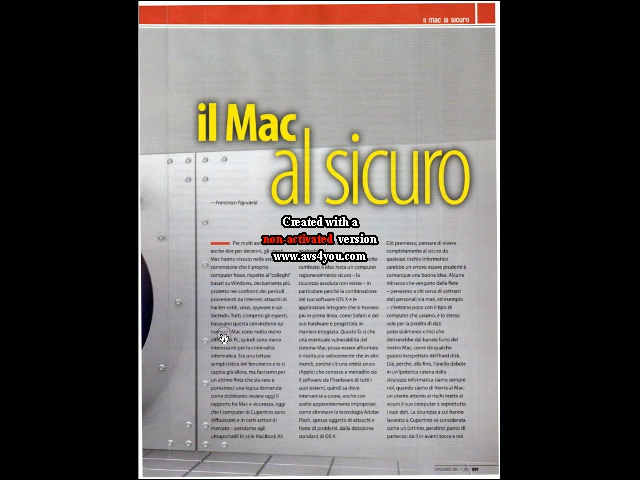 il mac al sicuro
il Mac
al sicuro
—Francesco Pignatelli
Created with a
non-activated version
www.avs4you.com
Per molti
anche dire per decenni, gli
Mac hanno vissuto nella
convinzione che il proprio
computer fosse, rispetto ai "colleghi"
basati su Windows, decisamente più
protetto nei confronti dei pericoli
provenienti da Internet: attacchi di
hacker ostili, virus, spyware e via
dicendo. Tutti, compresi gli esperti,
basavano questa convinzione sul
Mac sono molto meno
PC, quindi sono meno
interessanti per la criminalità
informatica. Era una lettura
semplicistica del fenomeno e lo si
capiva già allora, ma facciamo per
un attimo finta che sia vera e
poniamoci una logica domanda:
come dobbiamo vedere oggi il
rapporto fra Mac e sicurezza, oggi
che i computer di Cupertino sono
diffusissimi e in certi settori di
mercato – pensiamo agli
ultraportatili in stile MacBook Air
cambiate: il Mac resta un computer
ragionevolmente sicuro – la
sicurezza assoluta non esiste – in
particolare perché la combinazione
del suo software (OS X e le
applicazioni integrate che si trovano
più in prima linea, come Safari) e del
suo hardware è progettata in
maniera integrata. Questo fa sì che
una eventuale vulnerabilità del
sistema-Mac possa essere affrontata
e risolta più velocemente che in altri
mondi, perché c'è una entità unica
(Apple) che conosce a menadito sia
il software sia l'hardware di tutti i
suoi sistemi, quindi sa dove
intervenire e come, anche con
scelte apparentemente impopolari,
come eliminare la tecnologia Adobe
Flash, spesso oggetto di attacchi e
fonte di problemi, dalla dotazione
standard di OS X.
Ciò premesso, pensare di vivere
completamente al sicuro da
qualsiasi rischio informatico
sarebbe un errore: essere prudenti è
comunque una buona idea. Alcune
minacce che vengono dalla Rete
– pensiamo a chi cerca di sottrarci
dati personali via mail, ad esempio
– c'entrano poco con il tipo di
computer che usiamo, e lo stesso
vale per la perdita di dati
potenzialmente critici che
deriverebbe dal banale furto del
nostro Mac, come da qualche
guasto inaspettato dell'hard disk.
Già, perché, alla fine, l'anello debole
in un'ipotetica catena della
sicurezza informatica siamo sempre
noi, quando siamo di fronte al Mac:
un utente attento ai rischi mette al
sicuro il suo computer e soprattutto
i suoi dati. La sicurezza a cui hanno
lavorato a Cupertino va considerata
come un (ottimo, peraltro) punto di
partenza: da lì in avanti tocca a noi.